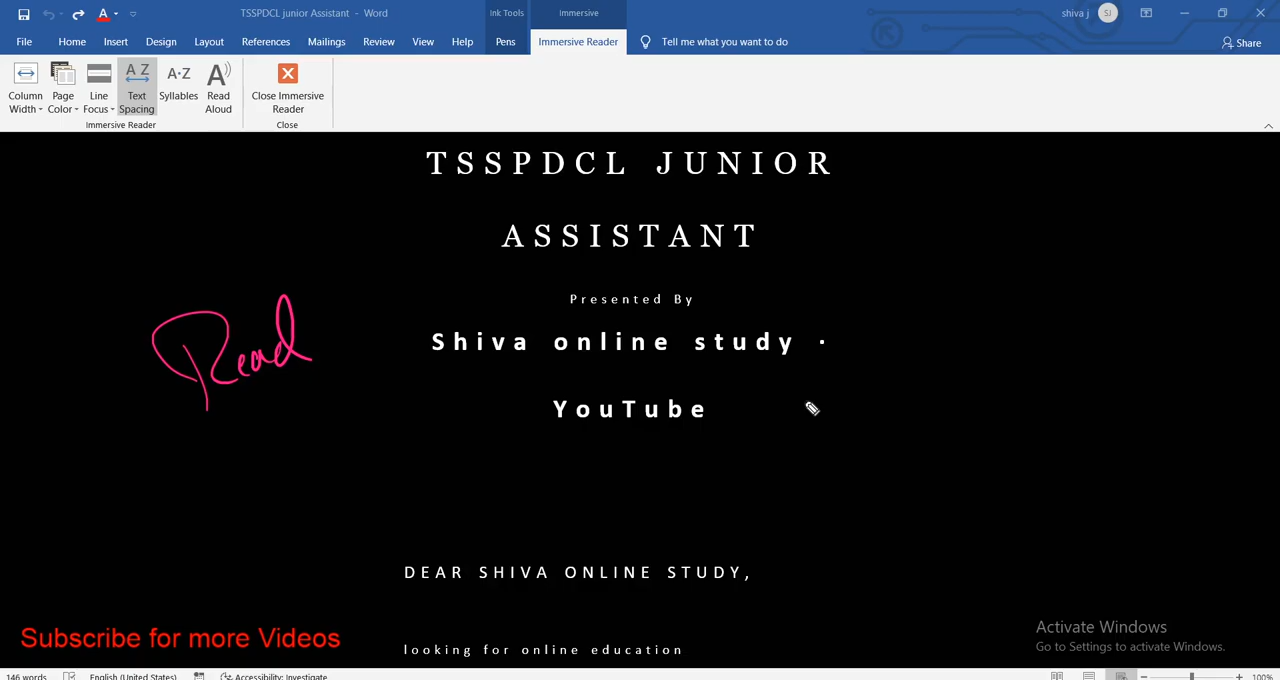 TSSPDCL junior Assistant - Word
Ink Tools
Immersive
shiva j
SJ
File Home Insert Design Layout References Mailings Review View Help Pens Immersive Reader Tell me what you want to do Share
Column Width
Page Color
Line Focus
Text Spacing
Syllables
Read Aloud
Close Immersive Reader
Immersive Reader
Close
TSSPDCL JUNIOR
ASSISTANT
Presented By
Shiva online study
YouTube
Read
DEAR SHIVA ONLINE STUDY,
looking for online education
Subscribe for more Videos
Activate Windows
Go to Settings to activate Windows.
146 words English (United States) Accessibility: Investigate 100%